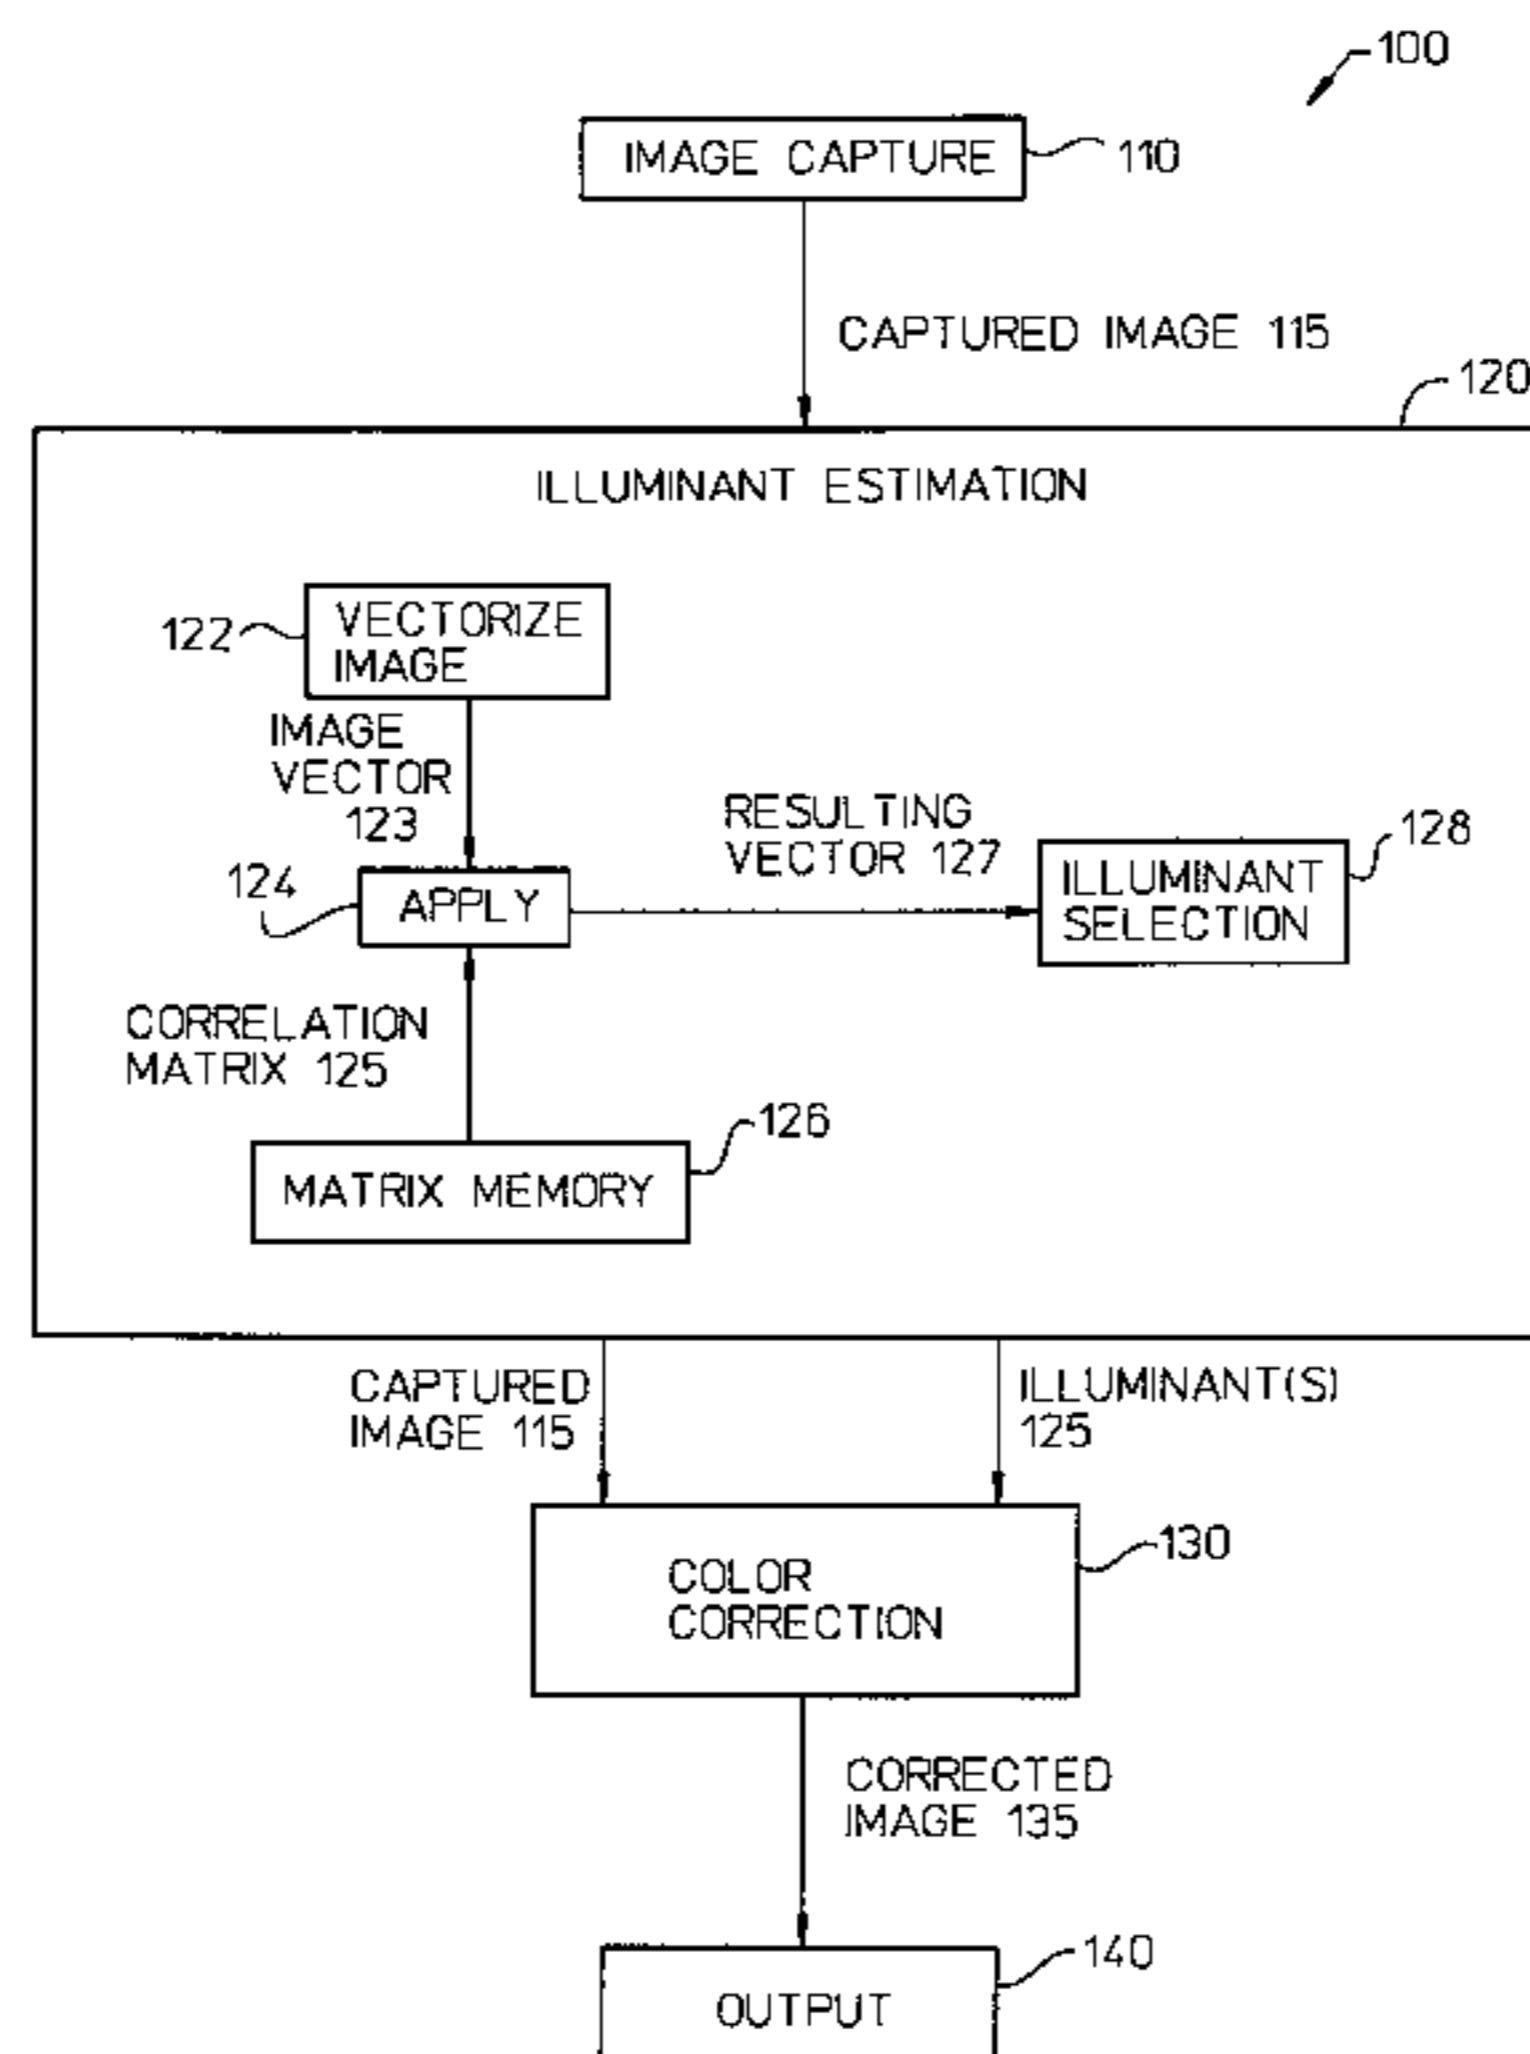 100
IMAGE CAPTURE
110
CAPTURED IMAGE 115
120
ILLUMINANT ESTIMATION
VECTORIZE
IMAGE
122
IMAGE
VECTOR
123
RESULTING
VECTOR 127
128
124
APPLY
ILLUMINANT
SELECTION
CORRELATION
MATRIX 125
126
MATRIX MEMORY
CAPTURED
IMAGE 115
ILLUMINANT(S)
125
130
COLOR
CORRECTION
CORRECTED
IMAGE 135
140
OUTPUT